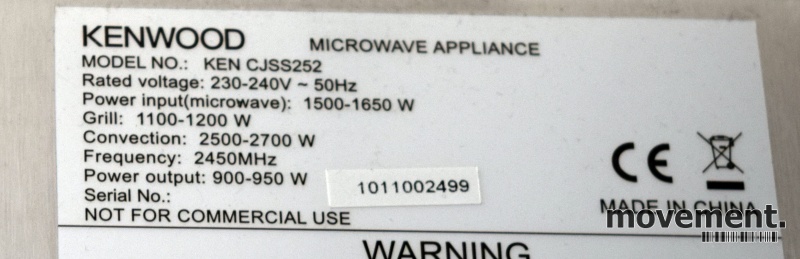 KENWOOD MICROWAVE APPLIANCE
MODEL NO.: KEN CJSS252
Rated voltage: 230-240V ~ 50Hz
Power input(microwave): 1500-1650 W
Grill: 1100-1200 W
Convection: 2500-2700 W
Frequency: 2450MHz
Power output: 900-950 W
Serial No.: 1011002499
NOT FOR COMMERCIAL USE
CE
MADE IN CHINA
movement.
WARNING